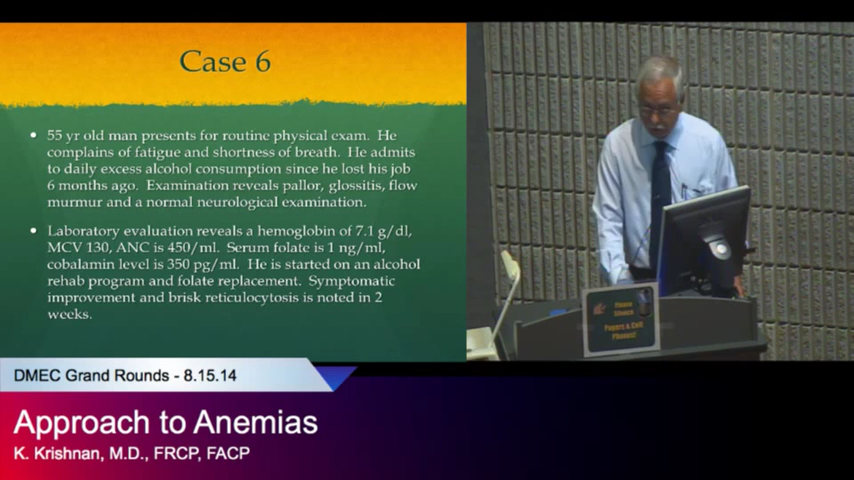 Case 6
• 55 yr old man presents for routine physical exam. He
complains of fatigue and shortness of breath. He admits
to daily excess alcohol consumption since he lost his job
6 months ago. Examination reveals pallor, glossitis, flow
murmur and a normal neurological examination.
• Laboratory evaluation reveals a hemoglobin of 7.1 g/dl,
MCV 130, ANC is 450/ml. Serum folate is 1 ng/ml,
cobalamin level is 350 pg/ml. He is started on an alcohol
rehab program and folate replacement. Symptomatic
improvement and brisk reticulocytosis is noted in 2
weeks.
Please
Silence
Pagers & Cell
Phones!
DMEC Grand Rounds - 8.15.14
Approach to Anemias
K. Krishnan, M.D., FRCP, FACP